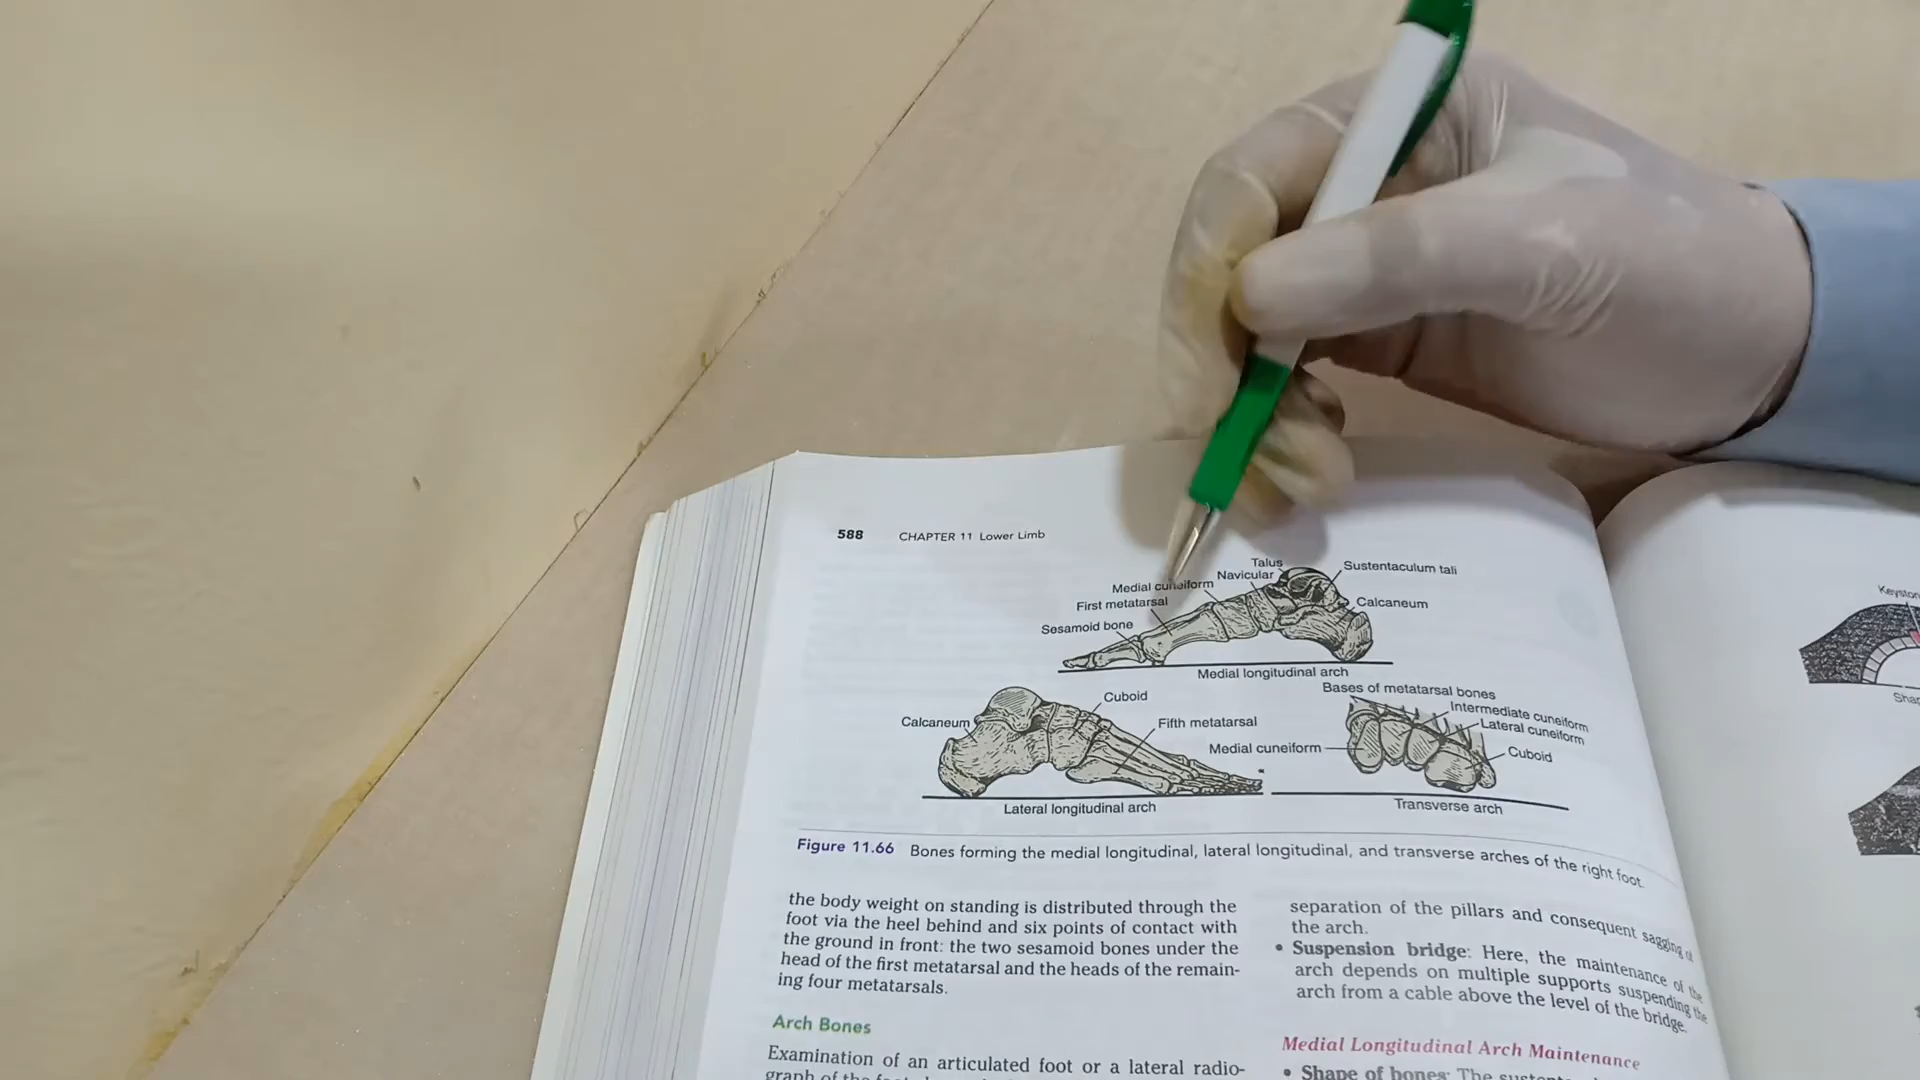 588 CHAPTER 11 Lower Limb
Talus
Sustentaculum tali
Navicular
Medial cuneiform
First metatarsal
Calcaneum
Sesamoid bone
Medial longitudinal arch
Bases of metatarsal bones
Cuboid
Intermediate cuneiform
Calcaneum
Fifth metatarsal
Lateral cuneiform
Medial cuneiform
Cuboid
Lateral longitudinal arch
Transverse arch
Figure 11.66 Bones forming the medial longitudinal, lateral longitudinal, and transverse arches of the right foot.
the body weight on standing is distributed through the
foot via the heel behind and six points of contact with
the ground in front: the two sesamoid bones under the
head of the first metatarsal and the heads of the remain-
ing four metatarsals.
Arch Bones
Examination of an articulated foot or a lateral radio-
graph of the
separation of the pillars and consequent sagging of
the arch.
• Suspension bridge: Here, the maintenance of the
arch depends on multiple supports suspending the
arch from a cable above the level of the bridge.
Medial Longitudinal Arch Maintenance
• Shape of bones: The